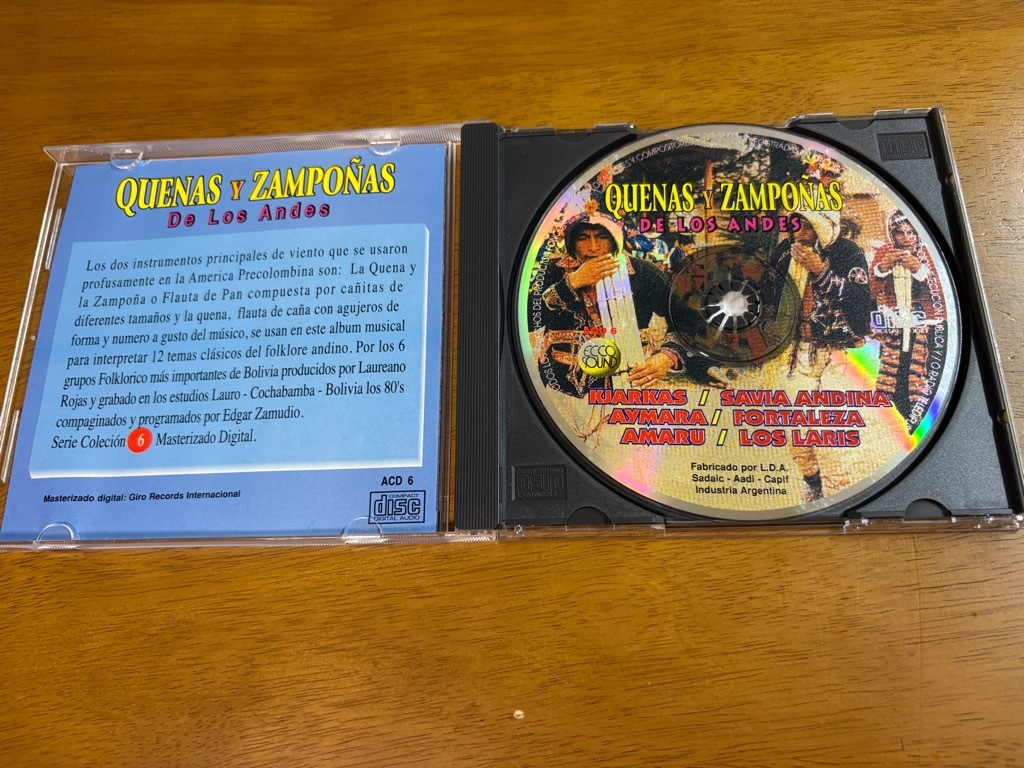 QUENAS Y ZAMPOÑAS
De Los Andes
Los dos instrumentos principales de viento que se usaron
profusamente en la America Precolombina son: La Quena y
la Zampoña o Flauta de Pan compuesta por cañitas de
diferentes tamaños y la quena, flauta de caña con agujeros de
forma y numero a gusto del músico, se usan en este album musical
para interpretar 12 temas clásicos del folklore andino. Por los 6
grupos Folklorico más importantes de Bolivia producidos por Laureano
Rojas y grabado en los estudios Lauro - Cochabamba - Bolivia los 80's
compaginados y programados por Edgar Zamudio.
Serie Coleción 6 Masterizado Digital.
ACD 6
Masterizado digital: Giro Records Internacional
COMPACT
disc
DIGITAL AUDIO
QUENAS Y ZAMPOÑAS
DE LOS ANDES
ECCO
SOUND
disc
DIGITAL AUDIO
KJARKAS / SAVIA ANDINA
AYMARA / FORTALEZA
AMARU / LOS LARIS
Fabricado por L.D.A.
Sadaic - Aadi - Capif
Industria Argentina